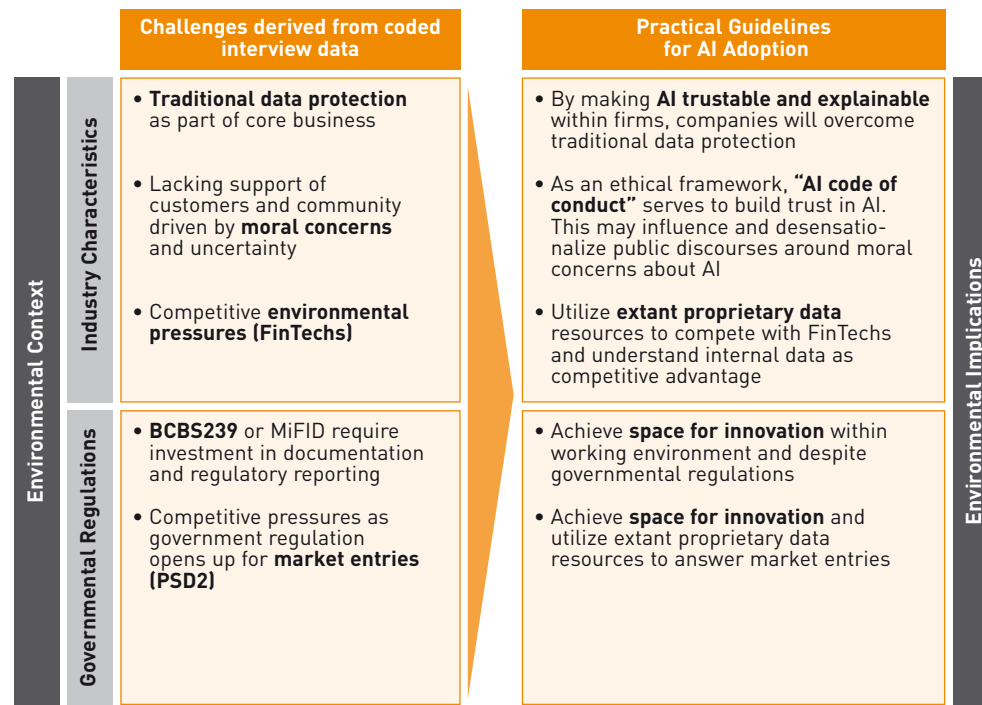 Challenges derived from coded
interview data
Practical Guidelines
for AI Adoption
Environmental Context
Industry Characteristics
• Traditional data protection
as part of core business
• Lacking support of
customers and community
driven by moral concerns
and uncertainty
• Competitive environmental
pressures (FinTechs)
• By making AI trustable and explainable
within firms, companies will overcome
traditional data protection
• As an ethical framework, “AI code of
conduct” serves to build trust in AI.
This may influence and desensatio-
nalize public discourses around moral
concerns about AI
• Utilize extant proprietary data
resources to compete with FinTechs
and understand internal data as
competitive advantage
Governmental Regulations
• BCBS239 or MiFID require
investment in documentation
and regulatory reporting
• Competitive pressures as
government regulation
opens up for market entries
(PSD2)
• Achieve space for innovation within
working environment and despite
governmental regulations
• Achieve space for innovation and
utilize extant proprietary data
resources to answer market entries
Environmental Implications